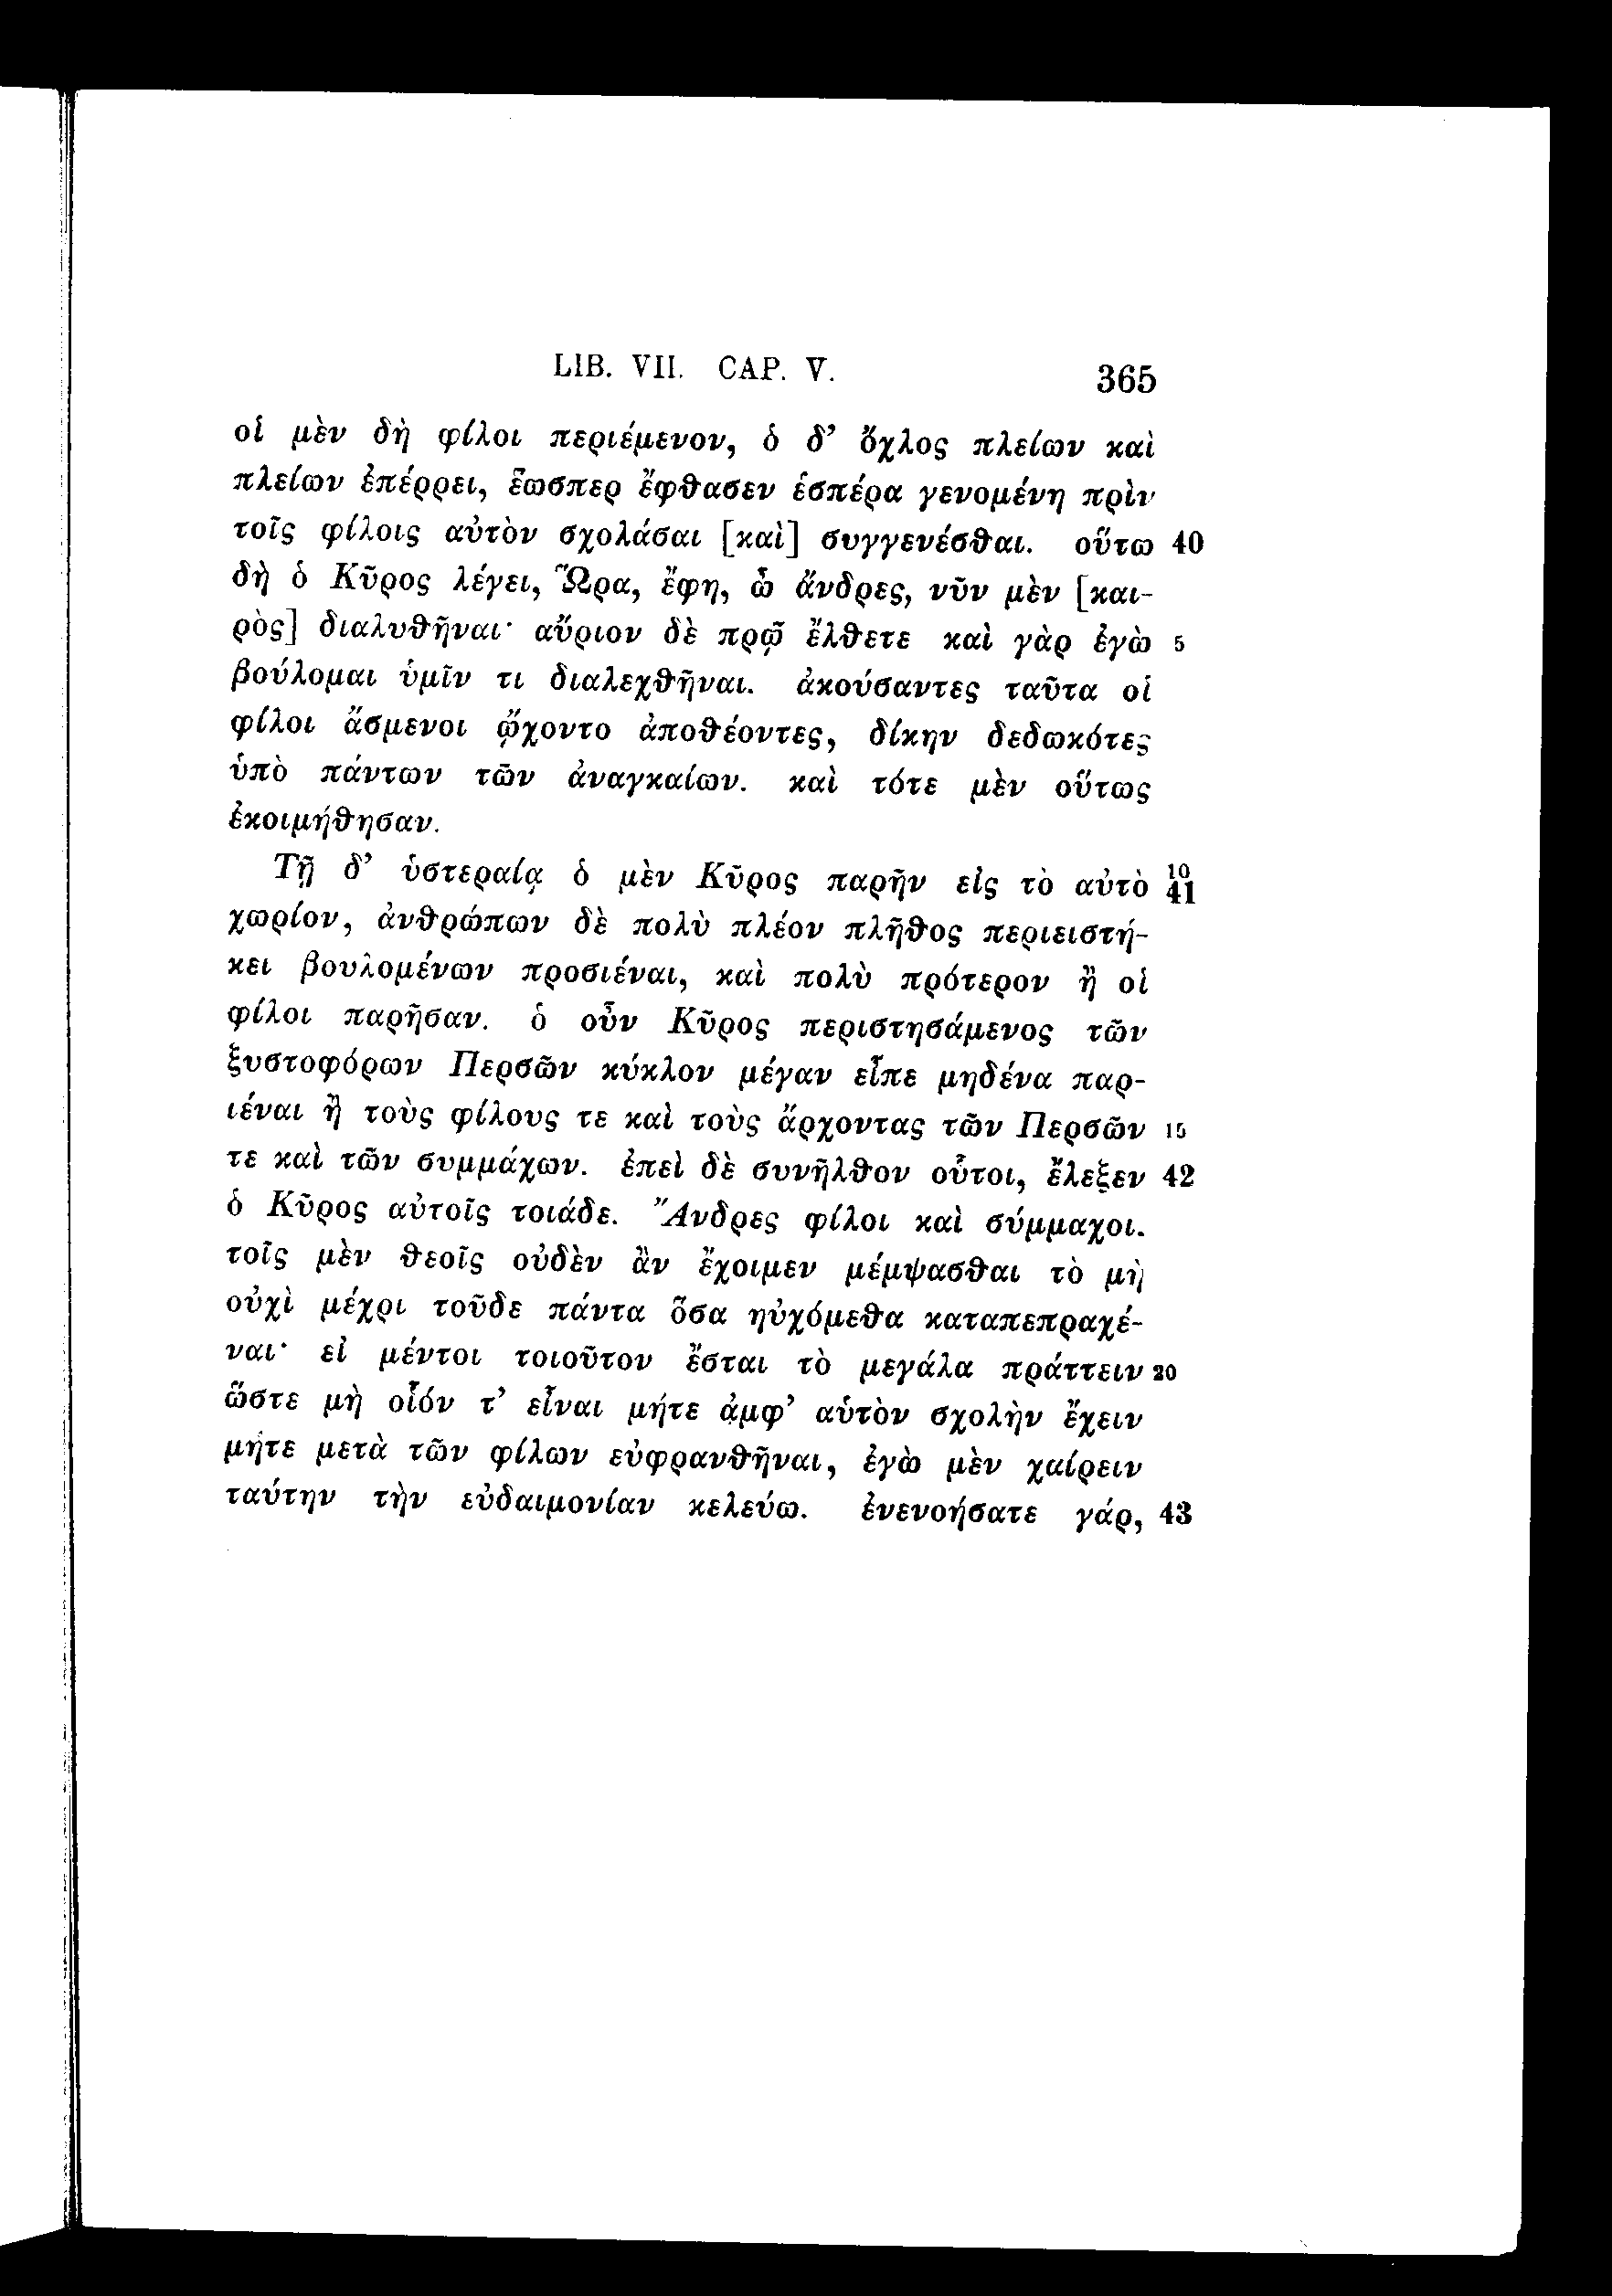 LIB. VII. CAP. V. 365
οἱ μὲν δὴ φίλοι περιέμενον, ὁ δ’ ὄχλος πλείων καὶ
πλείων ἐπέρρει, ἕωσπερ ἔφθασεν ἑσπέρα γενομένη πρὶν
τοῖς φίλοις αὐτὸν σχολάσαι [καὶ] συγγενέσθαι. οὕτω 40
δὴ ὁ Κῦρος λέγει, Ὥρα, ἔφη, ὦ ἄνδρες, νῦν μὲν [και-
ρὸς] διαλυθῆναι· αὔριον δὲ πρῲ ἔλθετε καὶ γὰρ ἐγὼ 5
βούλομαι ὑμῖν τι διαλεχθῆναι. ἀκούσαντες ταῦτα οἱ
φίλοι ἄσμενοι ᾤχοντο ἀποθέοντες, δίκην δεδωκότες
ὑπὸ πάντων τῶν ἀναγκαίων. καὶ τότε μὲν οὕτως
ἐκοιμήθησαν.
Τῇ δ’ ὑστεραίᾳ ὁ μὲν Κῦρος παρῆν εἰς τὸ αὐτὸ 10 41
χωρίον, ἀνθρώπων δὲ πολὺ πλέον πλῆθος περιειστή-
κει βουλομένων προσιέναι, καὶ πολὺ πρότερον ἢ οἱ
φίλοι παρῆσαν. ὁ οὖν Κῦρος περιστησάμενος τῶν
ξυστοφόρων Περσῶν κύκλον μέγαν εἶπε μηδένα παρ-
ιέναι ἢ τοὺς φίλους τε καὶ τοὺς ἄρχοντας τῶν Περσῶν 15
τε καὶ τῶν συμμάχων. ἐπεὶ δὲ συνῆλθον οὗτοι, ἔλεξεν 42
ὁ Κῦρος αὐτοῖς τοιάδε. Ἄνδρες φίλοι καὶ σύμμαχοι.
τοῖς μὲν θεοῖς οὐδὲν ἂν ἔχοιμεν μέμψασθαι τὸ μὴ
οὐχὶ μέχρι τοῦδε πάντα ὅσα ηὐχόμεθα καταπεπραχέ-
ναι· εἰ μέντοι τοιοῦτον ἔσται τὸ μεγάλα πράττειν 20
ὥστε μὴ οἷόν τ’ εἶναι μήτε ἀμφ’ αὑτὸν σχολὴν ἔχειν
μήτε μετὰ τῶν φίλων εὐφρανθῆναι, ἐγὼ μὲν χαίρειν
ταύτην τὴν εὐδαιμονίαν κελεύω. ἐνενοήσατε γάρ, 43